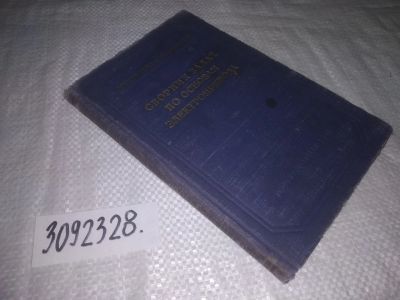 СБОРНИК ЗАДАЧ
ПО ОСНОВАМ
ЭЛЕКТРОПРИВОДА
3092328.